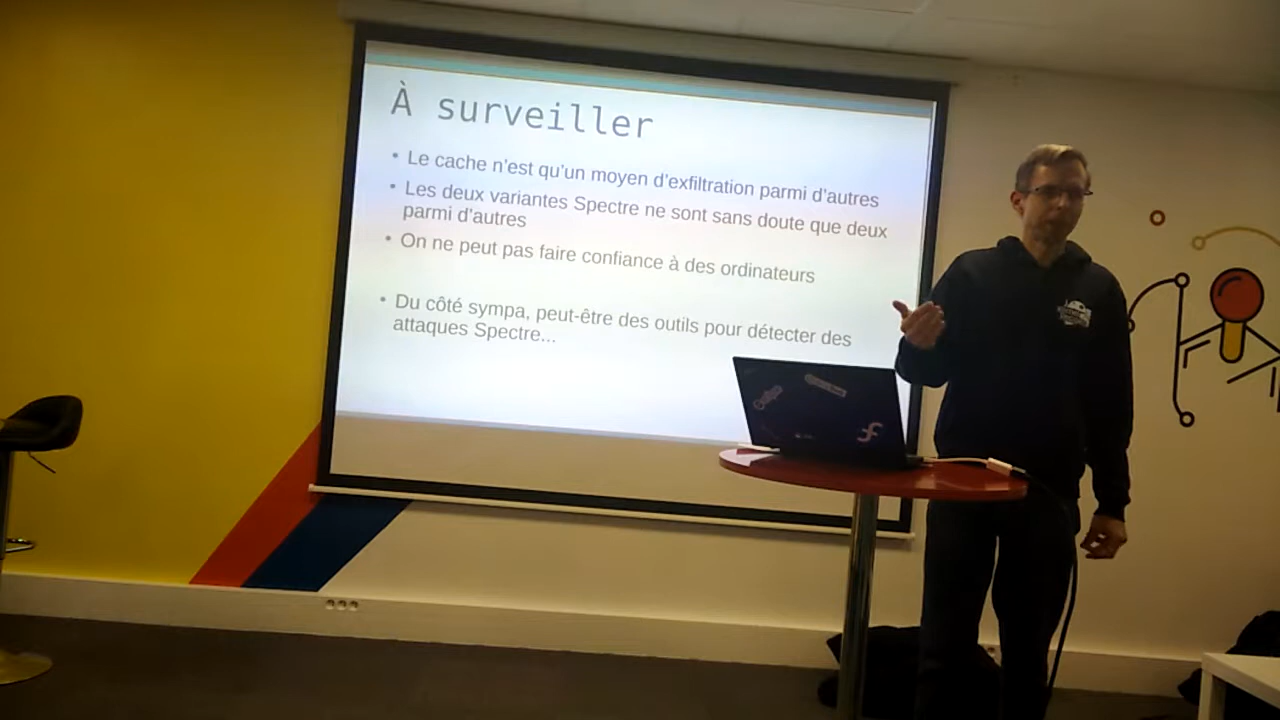 À surveiller
• Le cache n'est qu'un moyen d'exfiltration parmi d'autres
• Les deux variantes Spectre ne sont sans doute que deux
parmi d'autres
• On ne peut pas faire confiance à des ordinateurs
• Du côté sympa, peut-être des outils pour détecter des
attaques Spectre...